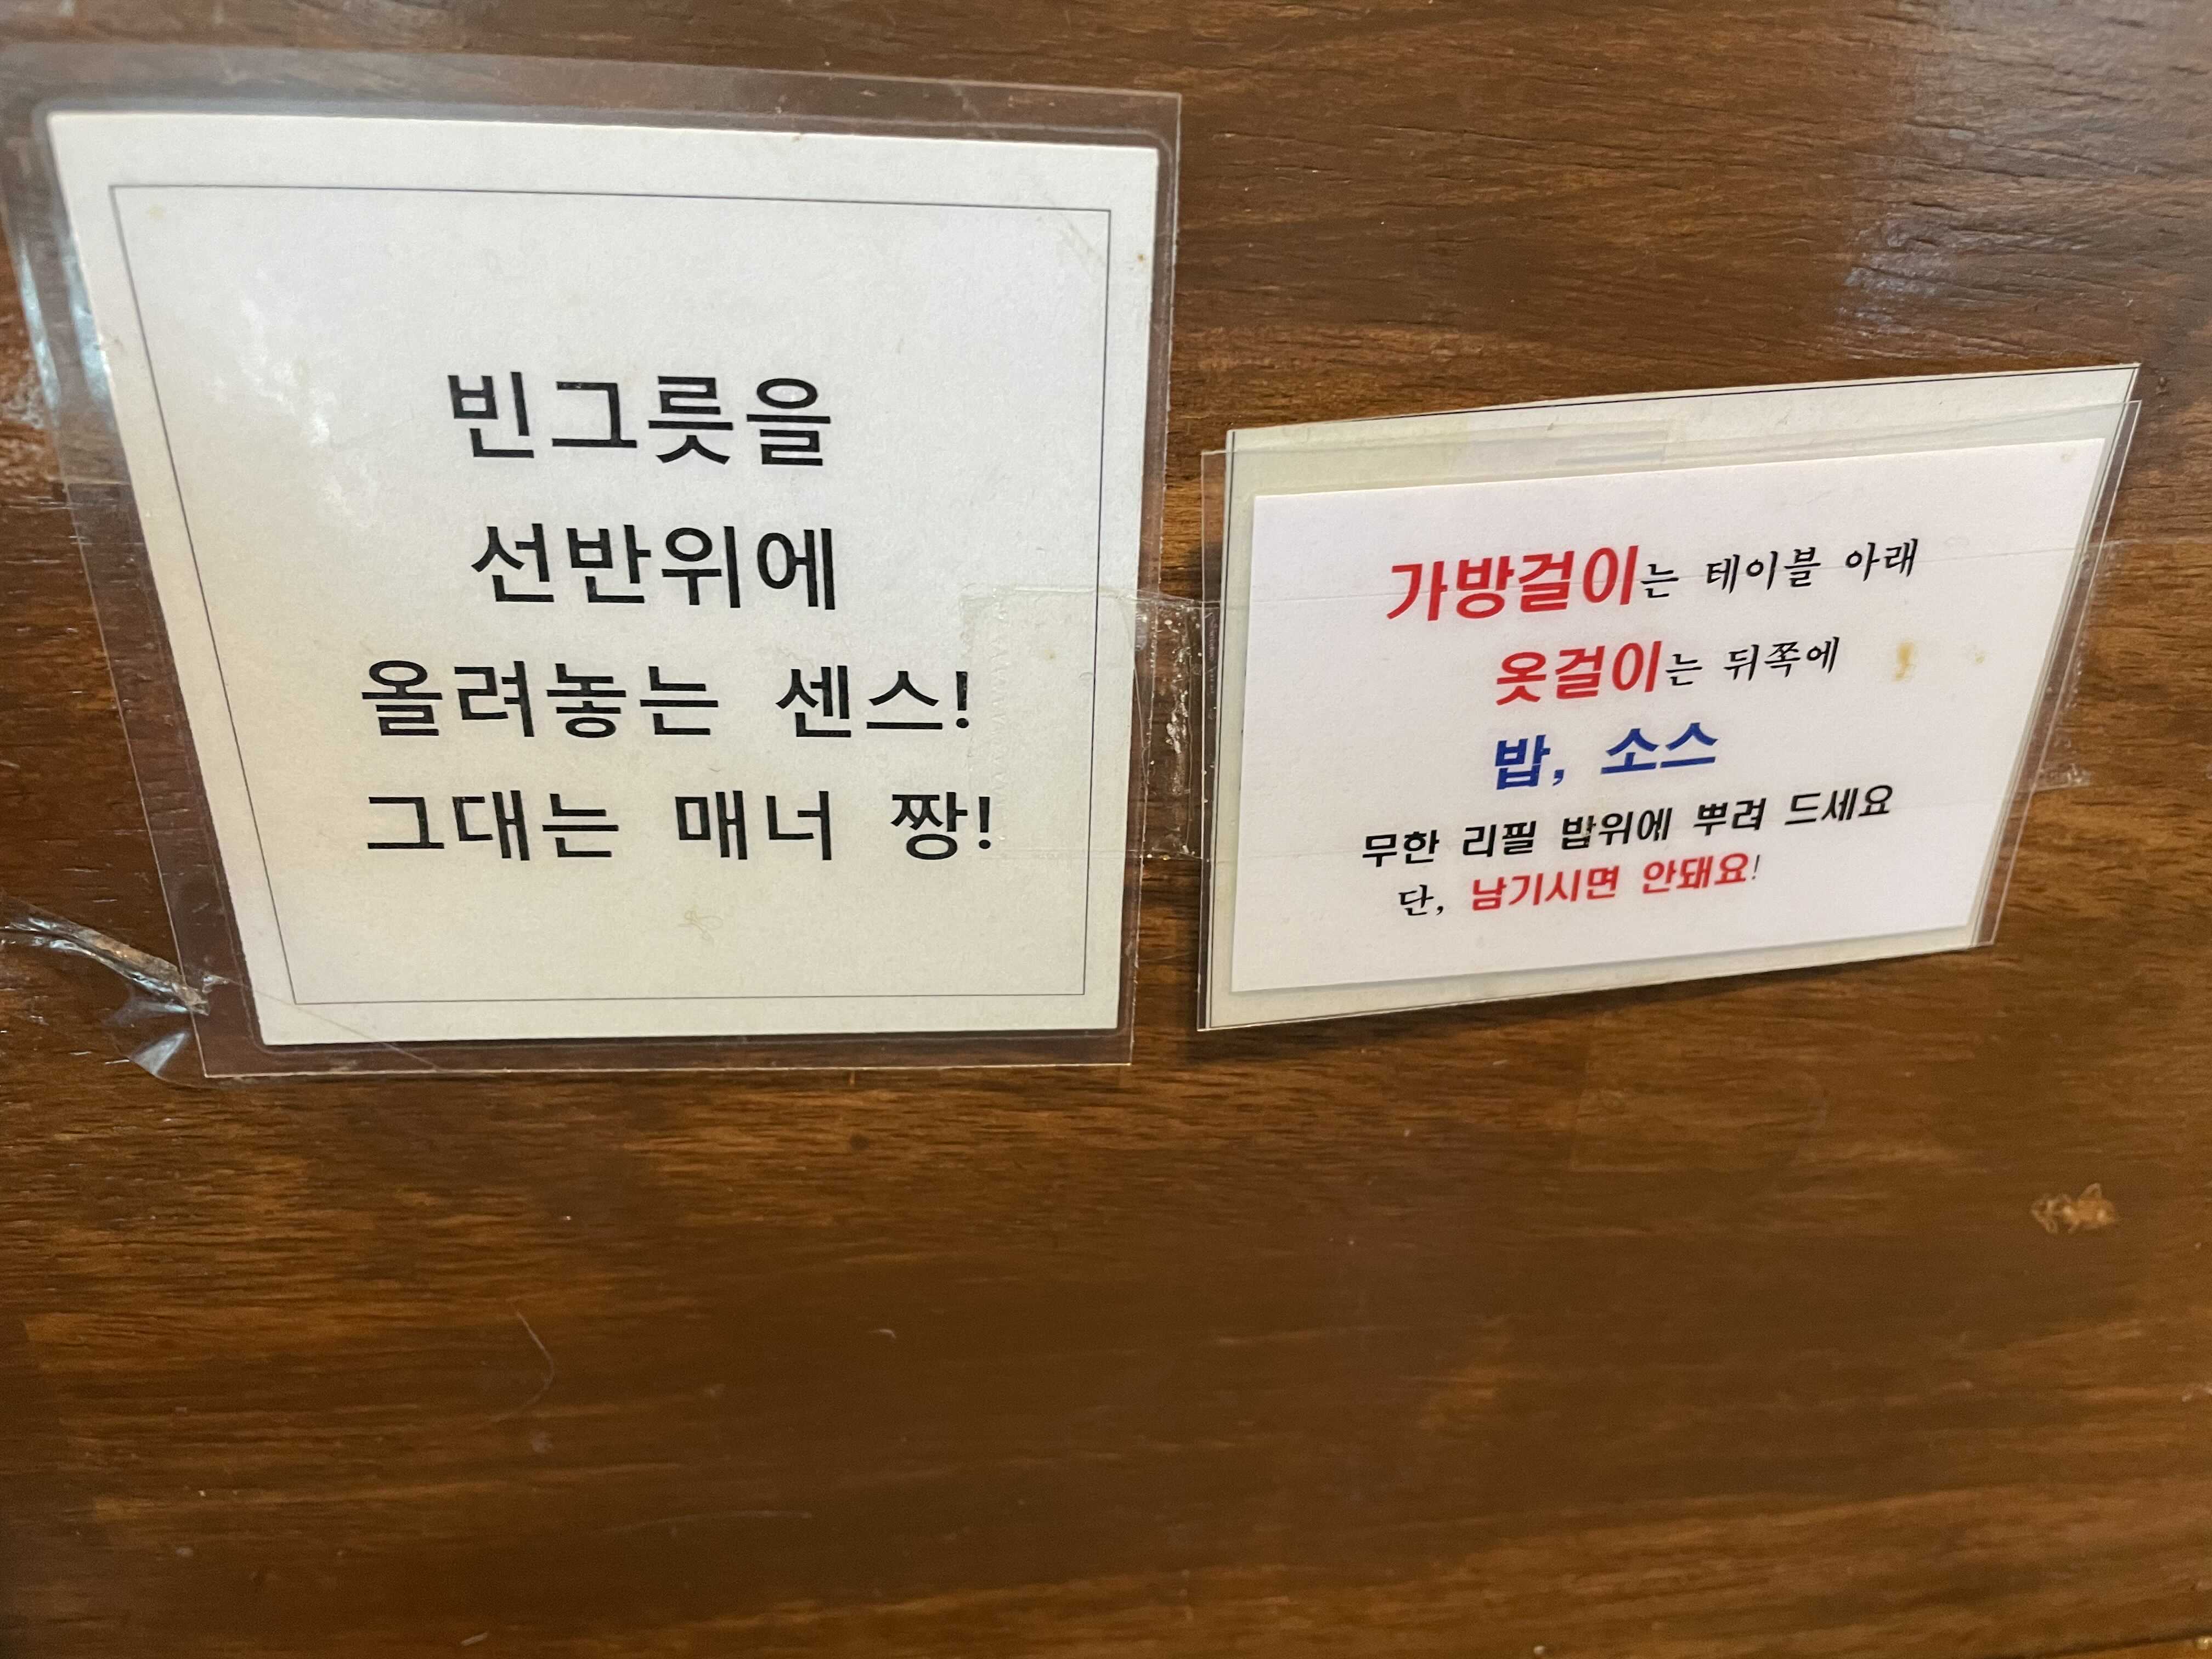 빈그릇을
선반위에
올려놓는 센스!
그대는 매너 짱!
가방걸이는 테이블 아래
옷걸이는 뒤쪽에
밥, 소스
무한 리필 밥위에 뿌려 드세요
단, 남기시면 안돼요!